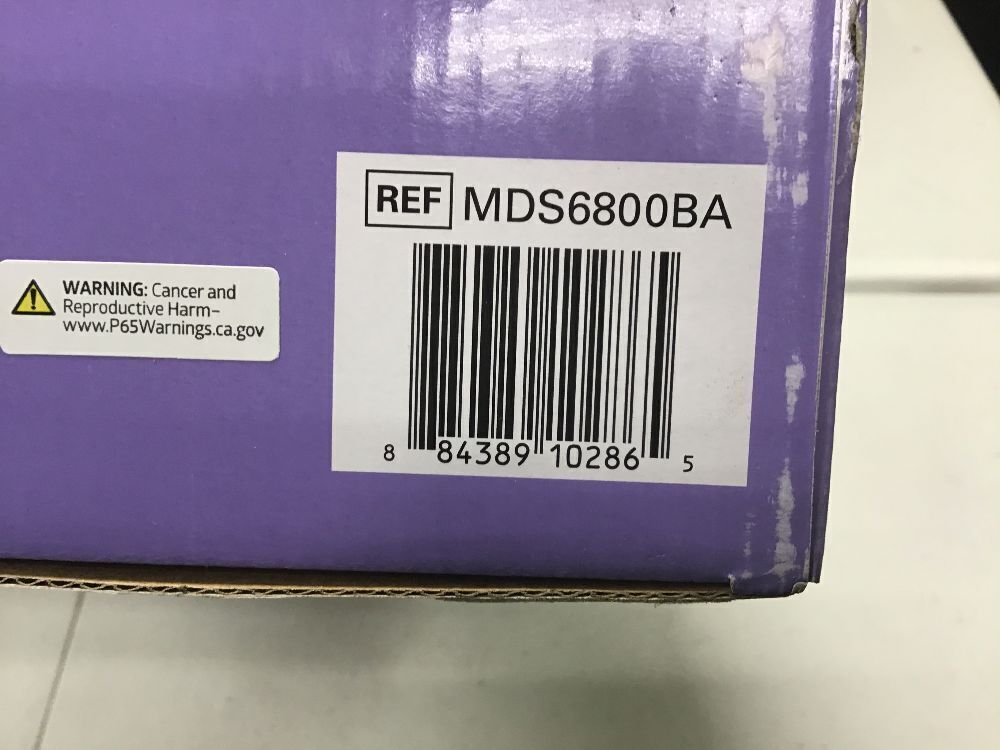 REF MDS6800BA
WARNING: Cancer and
Reproductive Harm–
www.P65Warnings.ca.gov
8 84389 10286 5